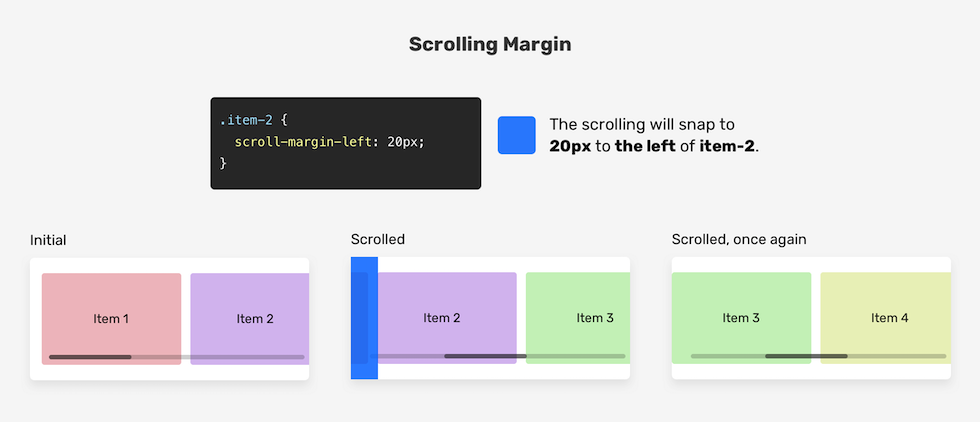 Scrolling Margin
.item-2 {
scroll-margin-left: 20px;
}
The scrolling will snap to
20px to the left of item-2.
Initial
Scrolled
Scrolled, once again
Item 1
Item 2
Item 2
Item 3
Item 3
Item 4